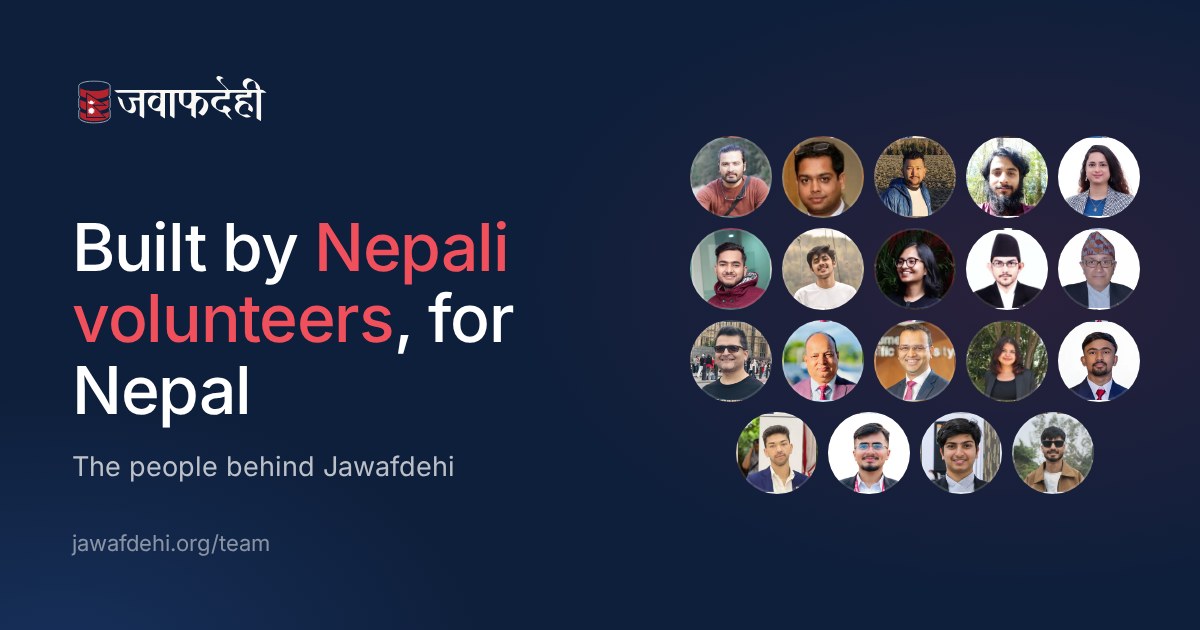 जवाफदेही
Built by Nepali
volunteers, for
Nepal
The people behind Jawafdehi
jawafdehi.org/team